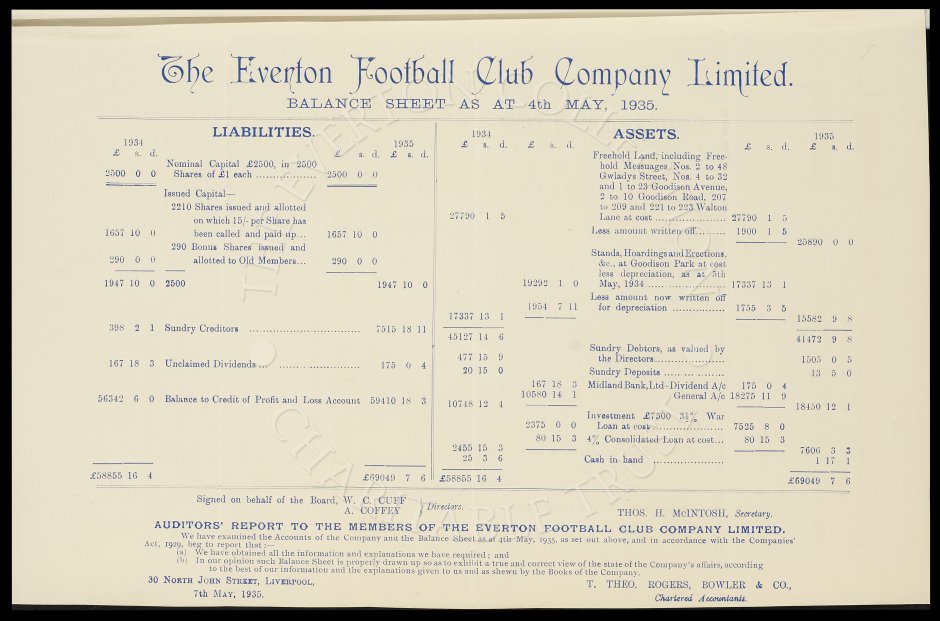 The Everton Football Club Company Limited.
BALANCE SHEET AS AT 4th MAY, 1935.
LIABILITIES.
1934 1935
£ s. d. £ s. d. £ s. d.
Nominal Capital £2500, in 2500
2500 0 0 Shares of £1 each ................. 2500 0 0
Issued Capital—
2210 Shares issued and allotted
on which 15/- per Share has
1657 10 0 been called and paid up... 1657 10 0
290 Bonus Shares issued and
290 0 0 allotted to Old Members... 290 0 0
1947 10 0 2500 1947 10 0
398 2 1 Sundry Creditors ................................ 7515 18 11
167 18 3 Unclaimed Dividends ... ....................... 175 0 4
56342 6 0 Balance to Credit of Profit and Loss Account 59410 18 3
£58855 16 4 £69049 7 6
ASSETS.
1934 1935
£ s. d. £ s. d. £ s. d.
Freehold Land, including Free-
hold Messuages Nos. 2 to 48
Gwladys Street, Nos. 4 to 32
and 1 to 23 Goodison Avenue,
2 to 10 Goodison Road, 207
to 209 and 221 to 223 Walton
27790 1 5 Lane at cost ..................... 27790 1 5
Less amount written off......... 1900 1 5
25890 0 0
Stands, Hoardings and Erections,
&c., at Goodison Park at cost
less depreciation, as at 5th
19292 1 0 May, 1934 ....................... 17337 13 1
Less amount now written off
1954 7 11 for depreciation ................ 1755 3 5
17337 13 1 15582 9 8
45127 14 6 41472 9 8
Sundry Debtors, as valued by
477 15 9 the Directors..................... 1505 0 5
20 15 0 Sundry Deposits .................. 13 5 0
167 18 3 Midland Bank, Ltd—Dividend A/c 175 0 4
10580 14 1 General A/c 18275 11 9
10748 12 4 18450 12 1
Investment £7500 3½% War
2375 0 0 Loan at cost..................... 7525 8 0
80 15 3 4% Consolidated Loan at cost... 80 15 3
2455 15 3 7606 3 3
25 3 6 Cash in hand ..................... 1 17 1
£58855 16 4 £69049 7 6
Signed on behalf of the Board, W. C. CUFF
A. COFFEY } Directors.
THOS. H. McINTOSH, Secretary.
AUDITORS' REPORT TO THE MEMBERS OF THE EVERTON FOOTBALL CLUB COMPANY LIMITED.
We have examined the Accounts of the Company and the Balance Sheet as at 4th May, 1935, as set out above, and in accordance with the Companies'
Act, 1929, beg to report that:—
(a) We have obtained all the information and explanations we have required; and
(b) In our opinion such Balance Sheet is properly drawn up so as to exhibit a true and correct view of the state of the Company's affairs, according
to the best of our information and the explanations given to us and as shewn by the Books of the Company.
30 NORTH JOHN STREET, LIVERPOOL,
7th MAY, 1935.
T. THEO. ROGERS, BOWLER & CO.,
Chartered Accountants.
THE EVERTON COLLECTION
CHARITABLE TRUST